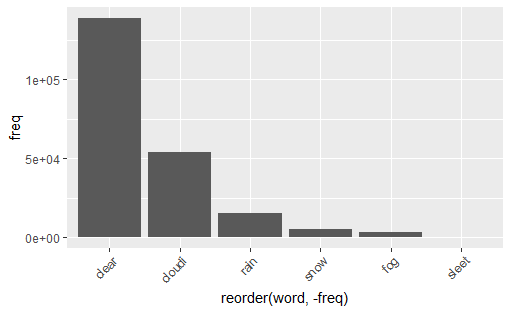 freq
1e+05
5e+04
0e+00
clear
cloudi
rain
snow
fog
sleet
reorder(word, -freq)